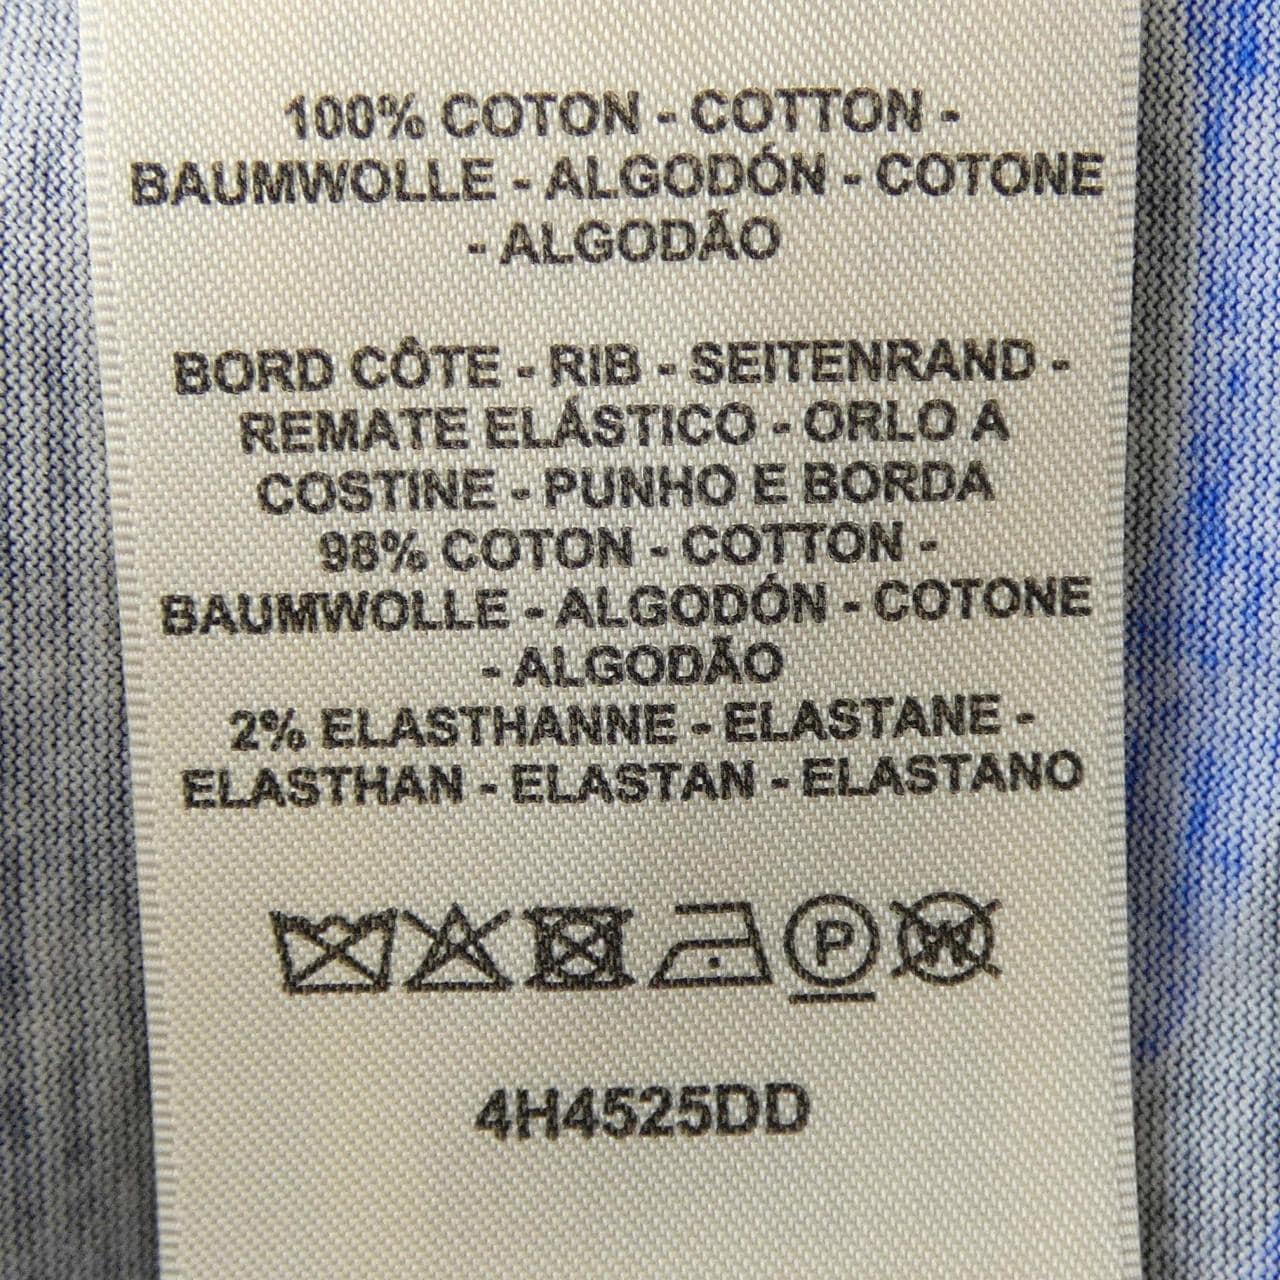 100% COTON - COTTON -
BAUMWOLLE - ALGODÓN - COTONE
- ALGODÃO
BORD CÔTE - RIB - SEITENRAND -
REMATE ELÁSTICO - ORLO A
COSTINE - PUNHO E BORDA
98% COTON - COTTON -
BAUMWOLLE - ALGODÓN - COTONE
- ALGODÃO
2% ELASTHANNE - ELASTANE -
ELASTHAN - ELASTAN - ELASTANO
P W
4H4525DD